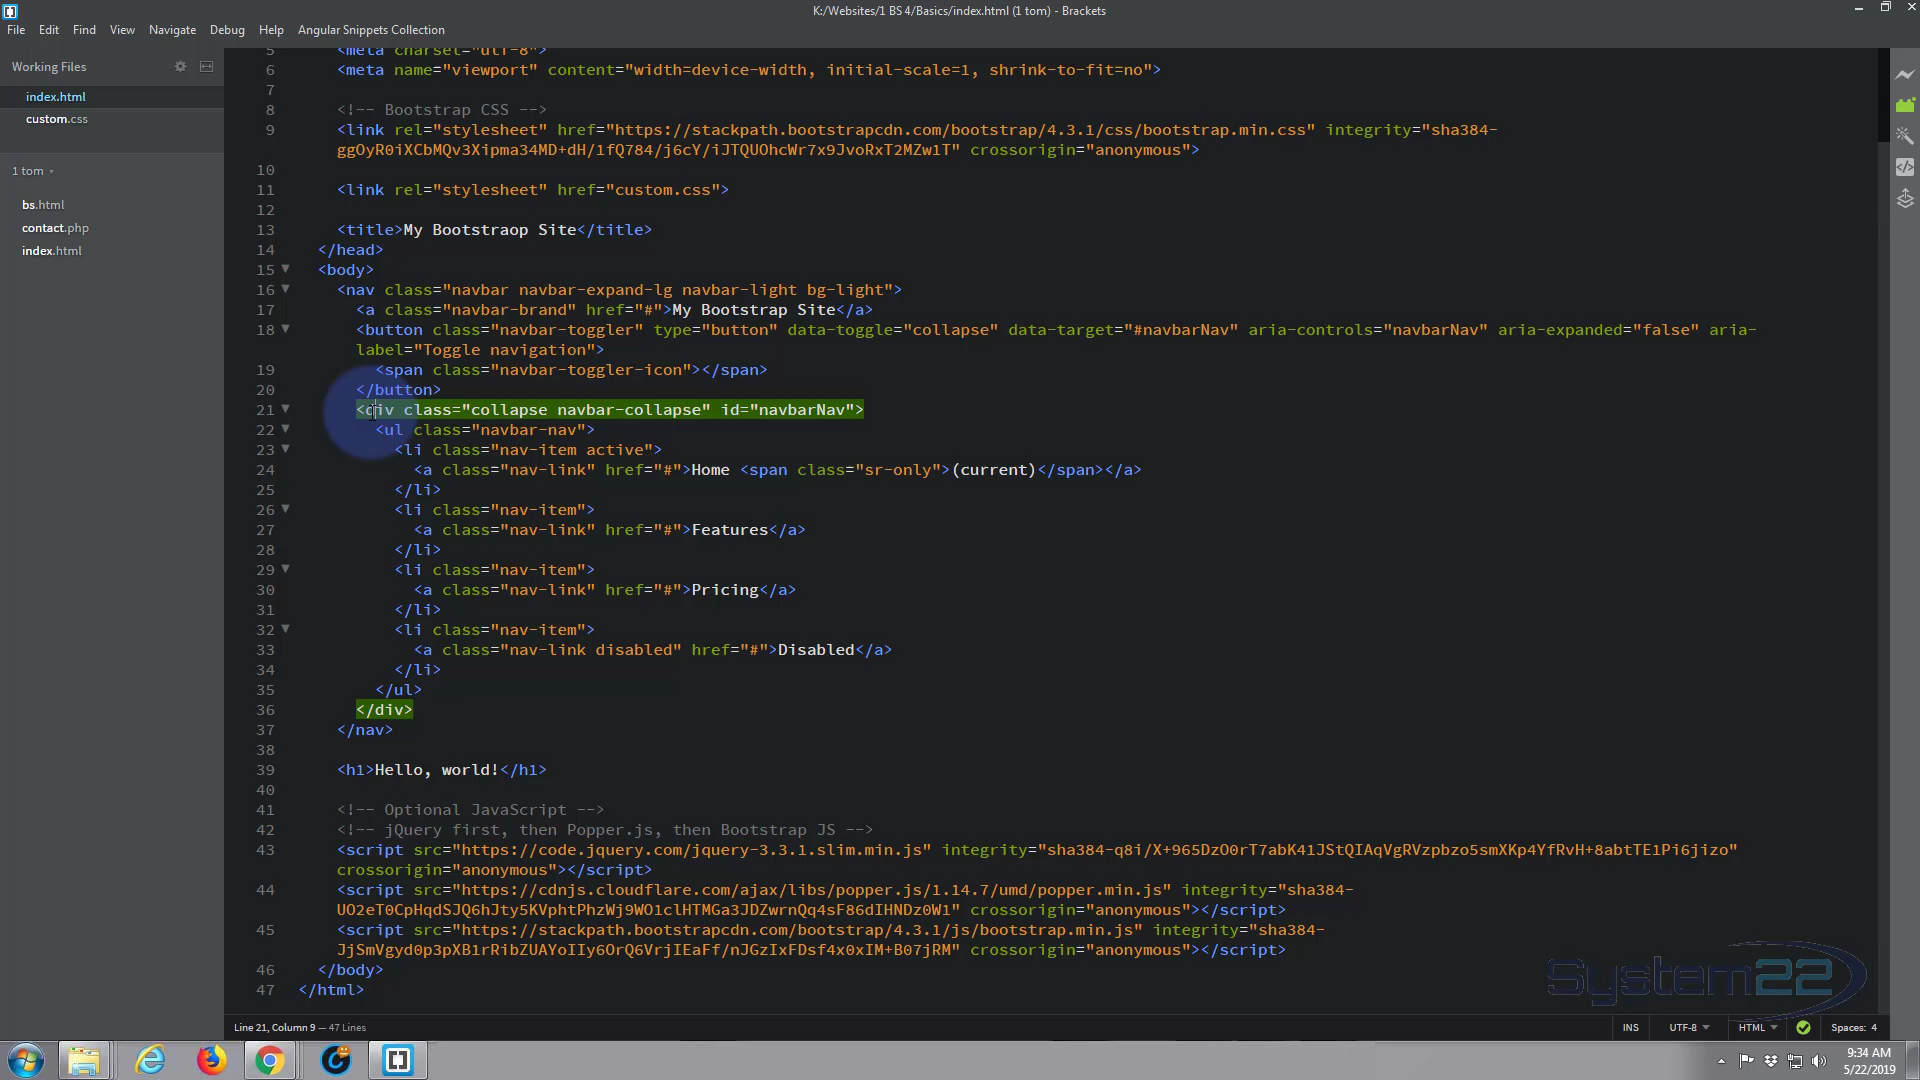 K:/Websites/1 BS 4/Basics/index.html (1 tom) - Brackets
File Edit Find View Navigate Debug Help Angular Snippets Collection
Working Files
index.html
custom.css
1 tom
bs.html
contact.php
index.html
5 <meta charset="utf-8">
6 <meta name="viewport" content="width=device-width, initial-scale=1, shrink-to-fit=no">
7
8 <!-- Bootstrap CSS -->
9 <link rel="stylesheet" href="https://stackpath.bootstrapcdn.com/bootstrap/4.3.1/css/bootstrap.min.css" integrity="sha384-
ggOyR0iXCbMQv3Xipma34MD+dH/1fQ784/j6cY/iJTQUOhcWr7x9JvoRxT2MZw1T" crossorigin="anonymous">
10
11 <link rel="stylesheet" href="custom.css">
12
13 <title>My Bootstraop Site</title>
14 </head>
15 <body>
16 <nav class="navbar navbar-expand-lg navbar-light bg-light">
17 <a class="navbar-brand" href="#">My Bootstrap Site</a>
18 <button class="navbar-toggler" type="button" data-toggle="collapse" data-target="#navbarNav" aria-controls="navbarNav" aria-expanded="false" aria-
label="Toggle navigation">
19 <span class="navbar-toggler-icon"></span>
20 </button>
21 <div class="collapse navbar-collapse" id="navbarNav">
22 <ul class="navbar-nav">
23 <li class="nav-item active">
24 <a class="nav-link" href="#">Home <span class="sr-only">(current)</span></a>
25 </li>
26 <li class="nav-item">
27 <a class="nav-link" href="#">Features</a>
28 </li>
29 <li class="nav-item">
30 <a class="nav-link" href="#">Pricing</a>
31 </li>
32 <li class="nav-item">
33 <a class="nav-link disabled" href="#">Disabled</a>
34 </li>
35 </ul>
36 </div>
37 </nav>
38
39 <h1>Hello, world!</h1>
40
41 <!-- Optional JavaScript -->
42 <!-- jQuery first, then Popper.js, then Bootstrap JS -->
43 <script src="https://code.jquery.com/jquery-3.3.1.slim.min.js" integrity="sha384-q8i/X+965DzO0rT7abK41JStQIAqVgRVzpbzo5smXKp4YfRvH+8abtTE1Pi6jizo"
crossorigin="anonymous"></script>
44 <script src="https://cdnjs.cloudflare.com/ajax/libs/popper.js/1.14.7/umd/popper.min.js" integrity="sha384-
UO2eT0CpHqdSJQ6hJty5KVphtPhzWj9WO1clHTMGa3JDZwrnQq4sF86dIHNDz0W1" crossorigin="anonymous"></script>
45 <script src="https://stackpath.bootstrapcdn.com/bootstrap/4.3.1/js/bootstrap.min.js" integrity="sha384-
JjSmVgyd0p3pXB1rRibZUAYoIIy6OrQ6VrjIEaFf/nJGzIxFDsf4x0xIM+B07jRM" crossorigin="anonymous"></script>
46 </body>
47 </html>
System22
Line 21, Column 9 — 47 Lines
INS UTF-8 HTML Spaces: 4
9:34 AM
5/22/2019